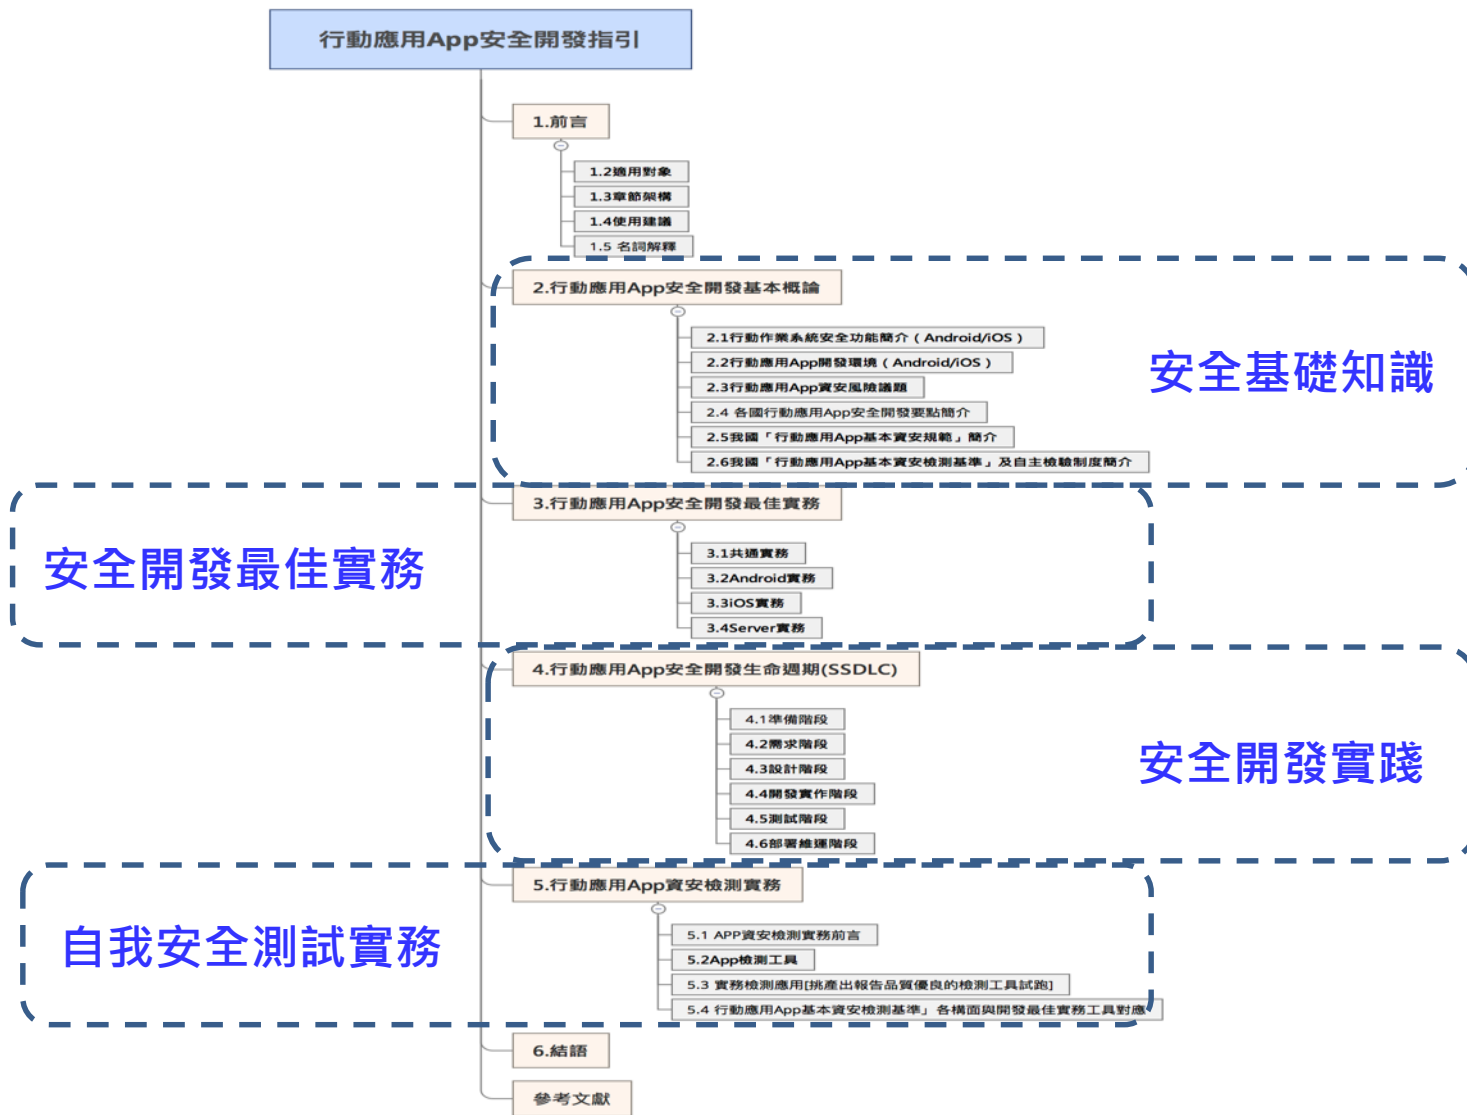 行動應用App安全開發指引
1.前言
1.2適用對象
1.3章節架構
1.4使用建議
1.5 名詞解釋
2.行動應用App安全開發基本概論
2.1行動作業系統安全功能簡介（Android/iOS）
2.2行動應用App開發環境（Android/iOS）
2.3行動應用App資安風險議題
2.4 各國行動應用App安全開發要點簡介
2.5我國「行動應用App基本資安規範」簡介
2.6我國「行動應用App基本資安檢測基準」及自主檢驗制度簡介
安全基礎知識
3.行動應用App安全開發最佳實務
3.1共通實務
3.2Android實務
3.3iOS實務
3.4Server實務
安全開發最佳實務
4.行動應用App安全開發生命週期(SSDLC)
4.1準備階段
4.2需求階段
4.3設計階段
4.4開發實作階段
4.5測試階段
4.6部署維運階段
安全開發實踐
5.行動應用App資安檢測實務
5.1 APP資安檢測實務前言
5.2App檢測工具
5.3 實務檢測應用[挑產出報告品質優良的檢測工具試跑]
5.4 行動應用App基本資安檢測基準」各構面與開發最佳實務工具對應
自我安全測試實務
6.結語
參考文獻